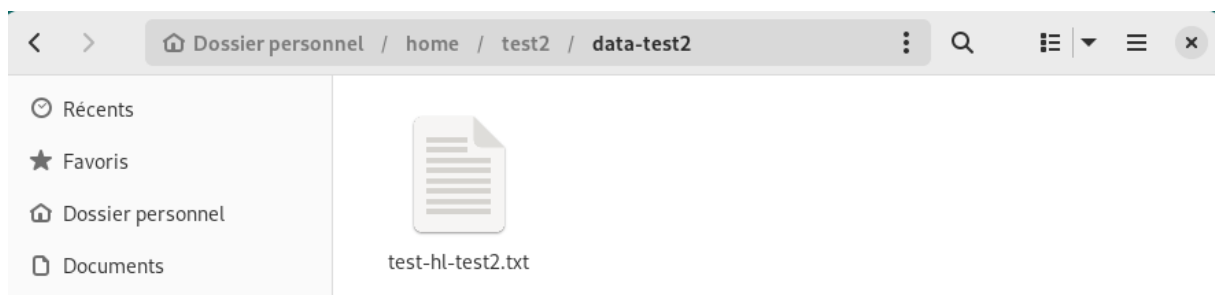 Dossier personnel / home / test2 / data-test2
Récents
Favoris
Dossier personnel
Documents
test-hl-test2.txt